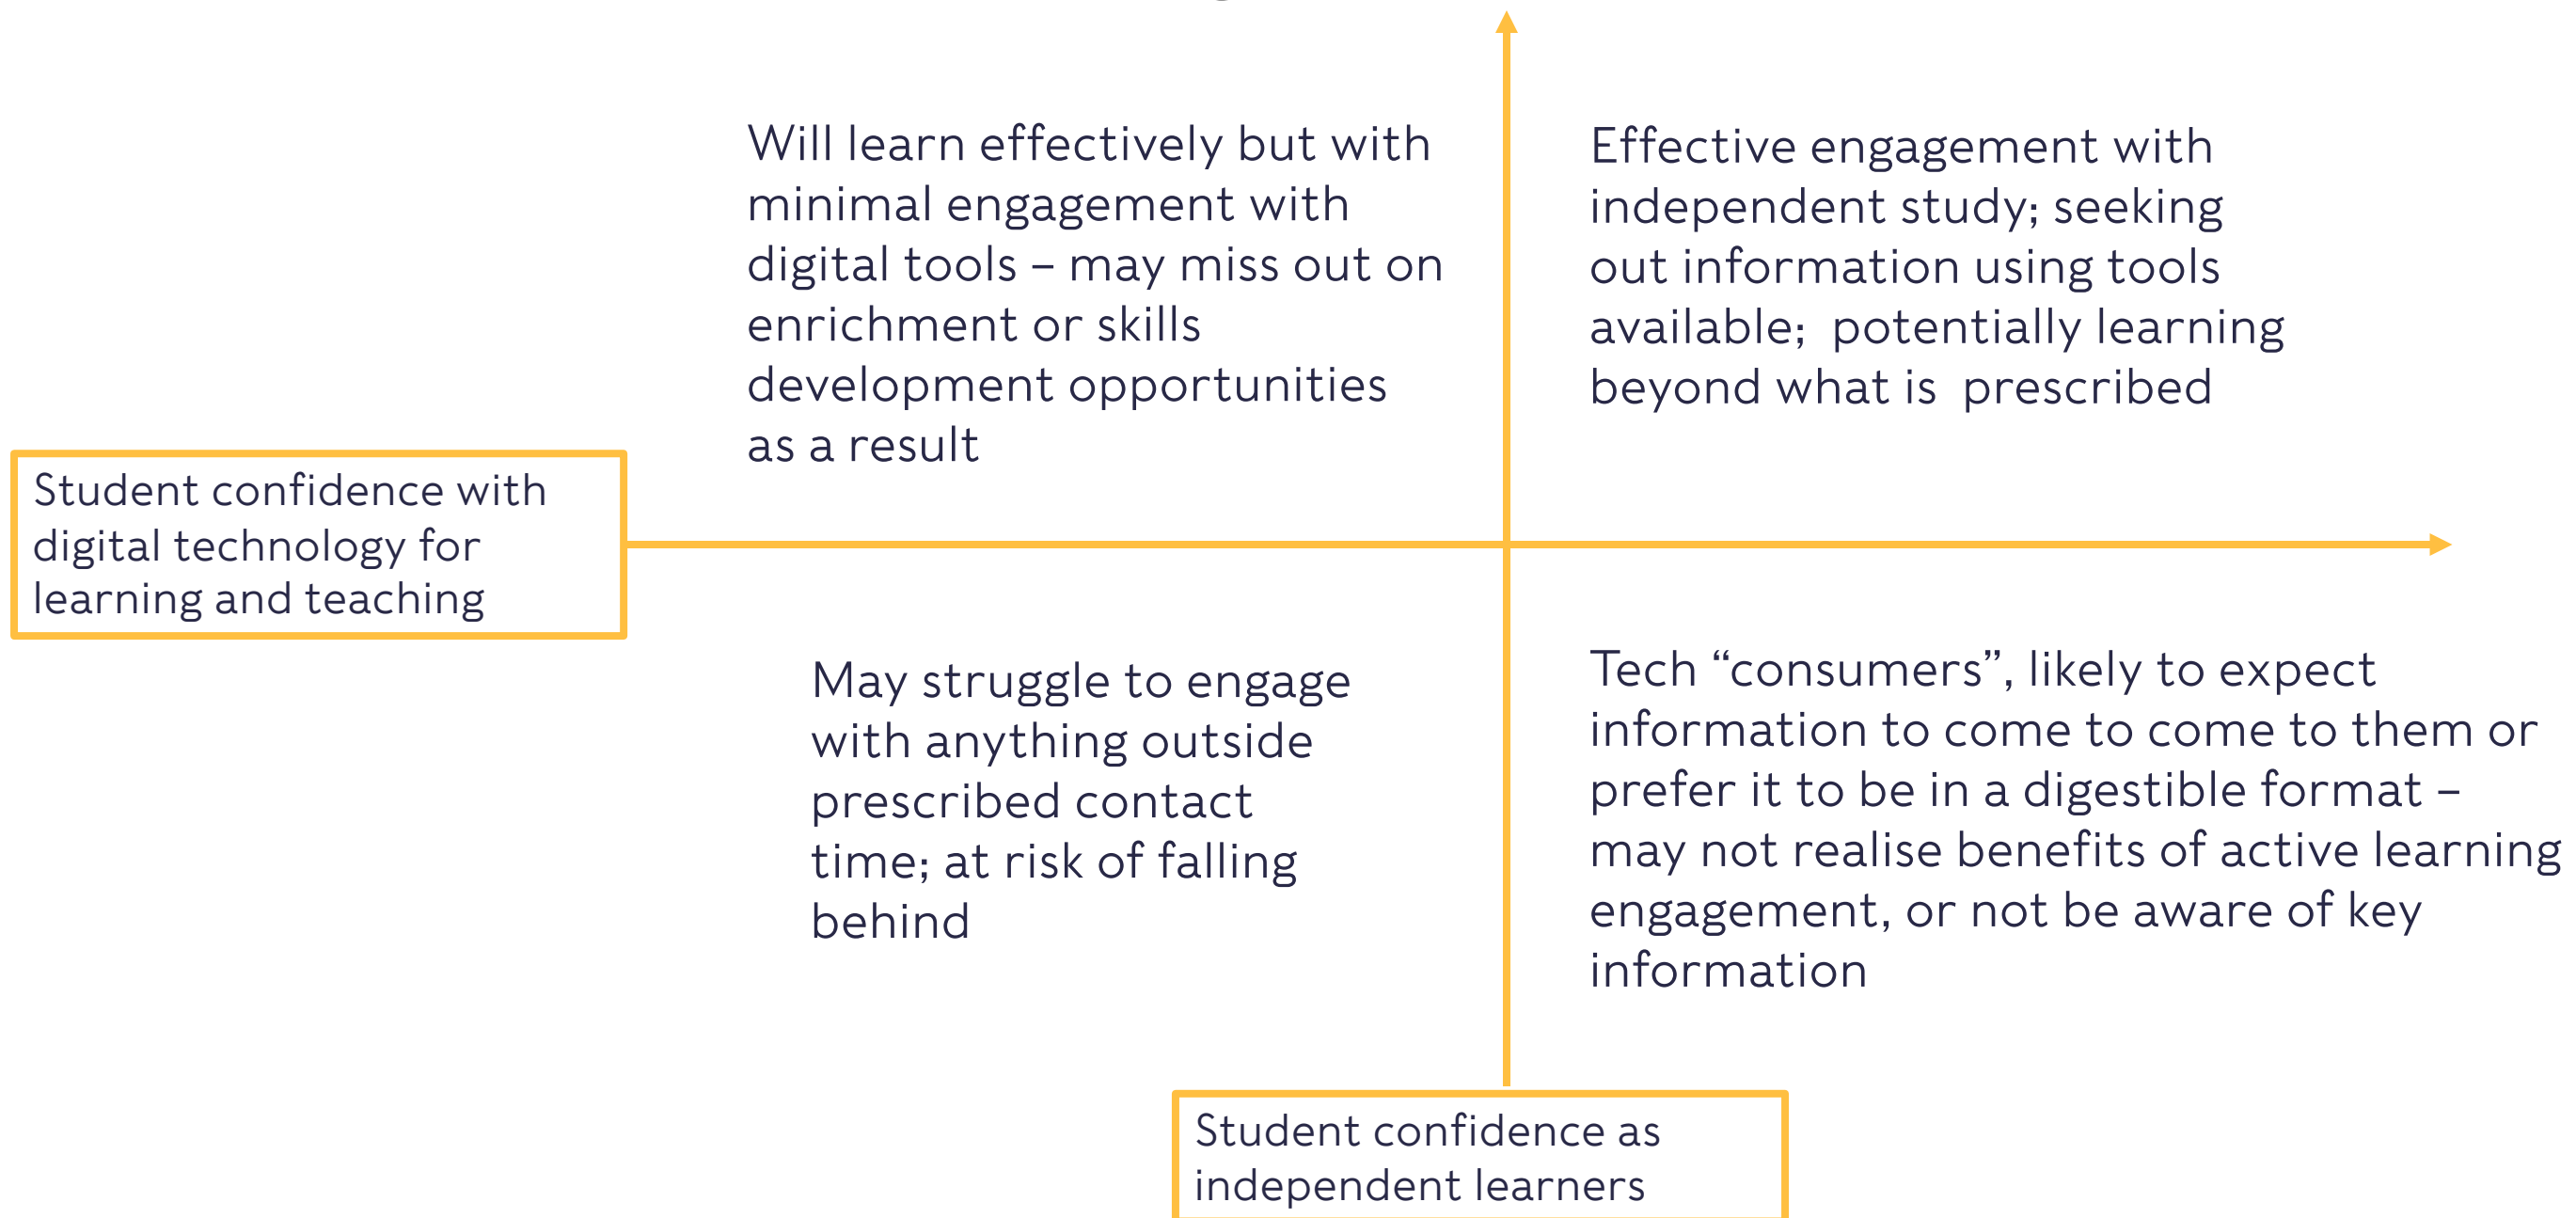 Will learn effectively but with
minimal engagement with
digital tools – may miss out on
enrichment or skills
development opportunities
as a result
Effective engagement with
independent study; seeking
out information using tools
available;  potentially learning
beyond what is  prescribed
Student confidence with
digital technology for
learning and teaching
May struggle to engage
with anything outside
prescribed contact
time; at risk of falling
behind
Tech “consumers”, likely to expect
information to come to come to them or
prefer it to be in a digestible format –
may not realise benefits of active learning
engagement, or not be aware of key
information
Student confidence as
independent learners